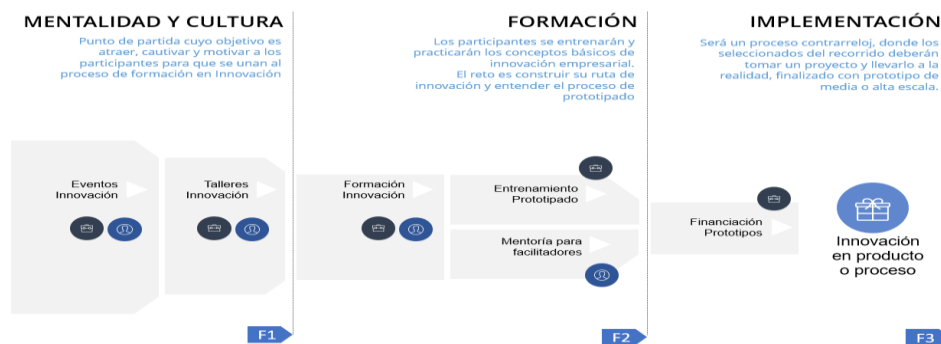 MENTALIDAD Y CULTURA
Punto de partida cuyo objetivo es
atraer, cautivar y motivar a los
participantes para que se unan al
proceso de formación en Innovación
Eventos
Innovación
Talleres
Innovación
F1
FORMACIÓN
Los participantes se entrenarán y
practicarán los conceptos básicos de
innovación empresarial.
El reto es construir su ruta de
innovación y entender el proceso de
prototipado
Formación
Innovación
Entrenamiento
Prototipado
Mentoría para
facilitadores
F2
IMPLEMENTACIÓN
Será un proceso contrarreloj, donde los
seleccionados del recorrido deberán
tomar un proyecto y llevarlo a la
realidad, finalizado con prototipo de
media o alta escala.
Financiación
Prototipos
Innovación
en producto
o proceso
F3